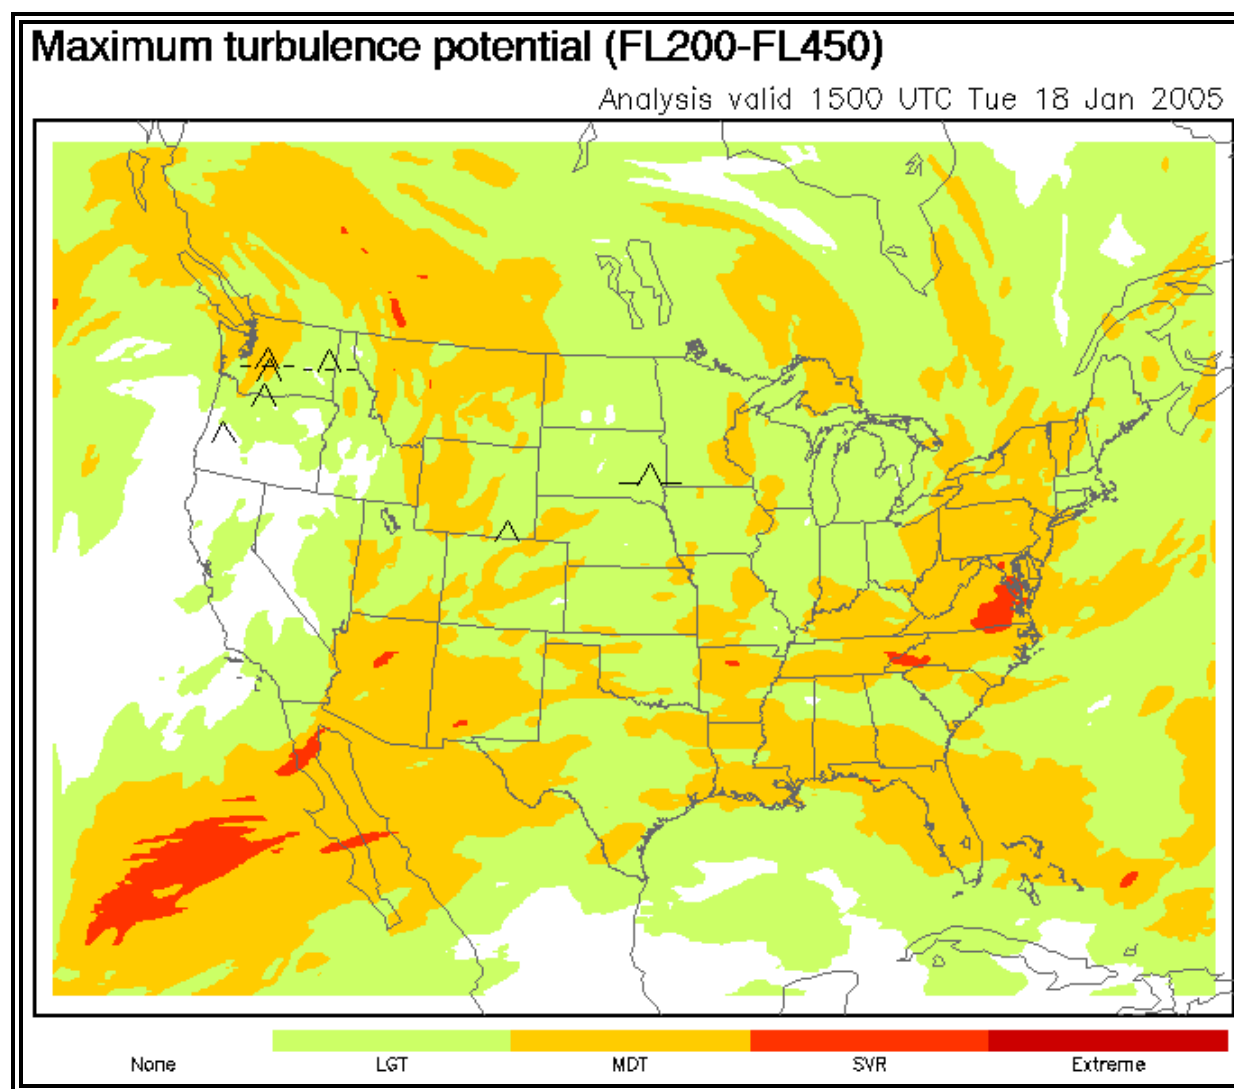 Maximum turbulence potential (FL200-FL450)
Analysis valid 1500 UTC Tue 18 Jan 2005
None LGT MDT SVR Extreme